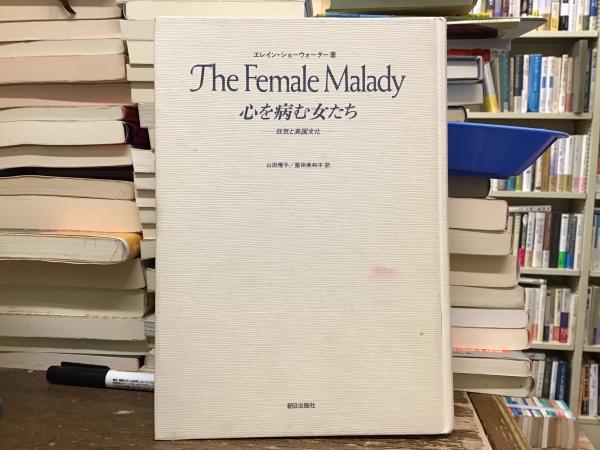 エレイン・ショーウォーター 著
The Female Malady
心を病む女たち
狂気と英国文化
山田晴子／薗田美和子 訳
朝日出版社